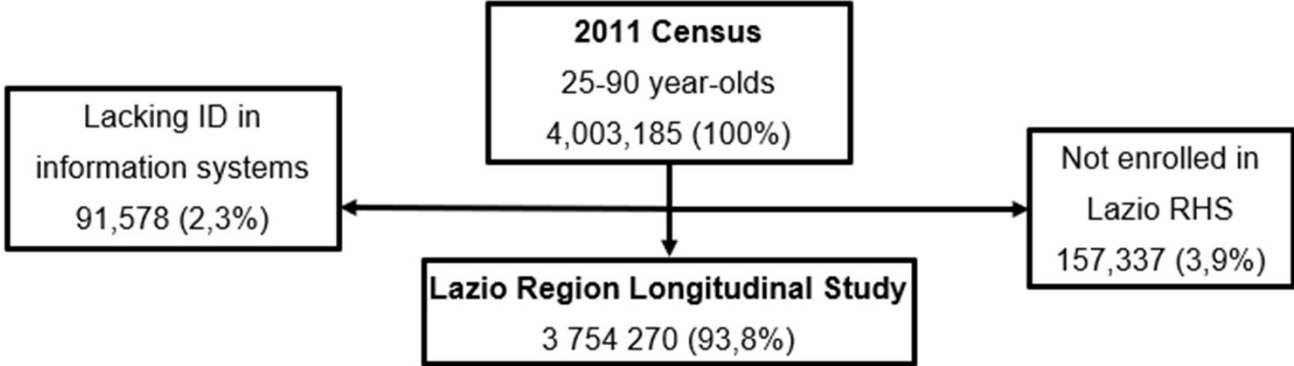 2011 Census
25-90 year-olds
4,003,185 (100%)
Lacking ID in
information systems
91,578 (2,3%)
Not enrolled in
Lazio RHS
157,337 (3,9%)
Lazio Region Longitudinal Study
3 754 270 (93,8%)